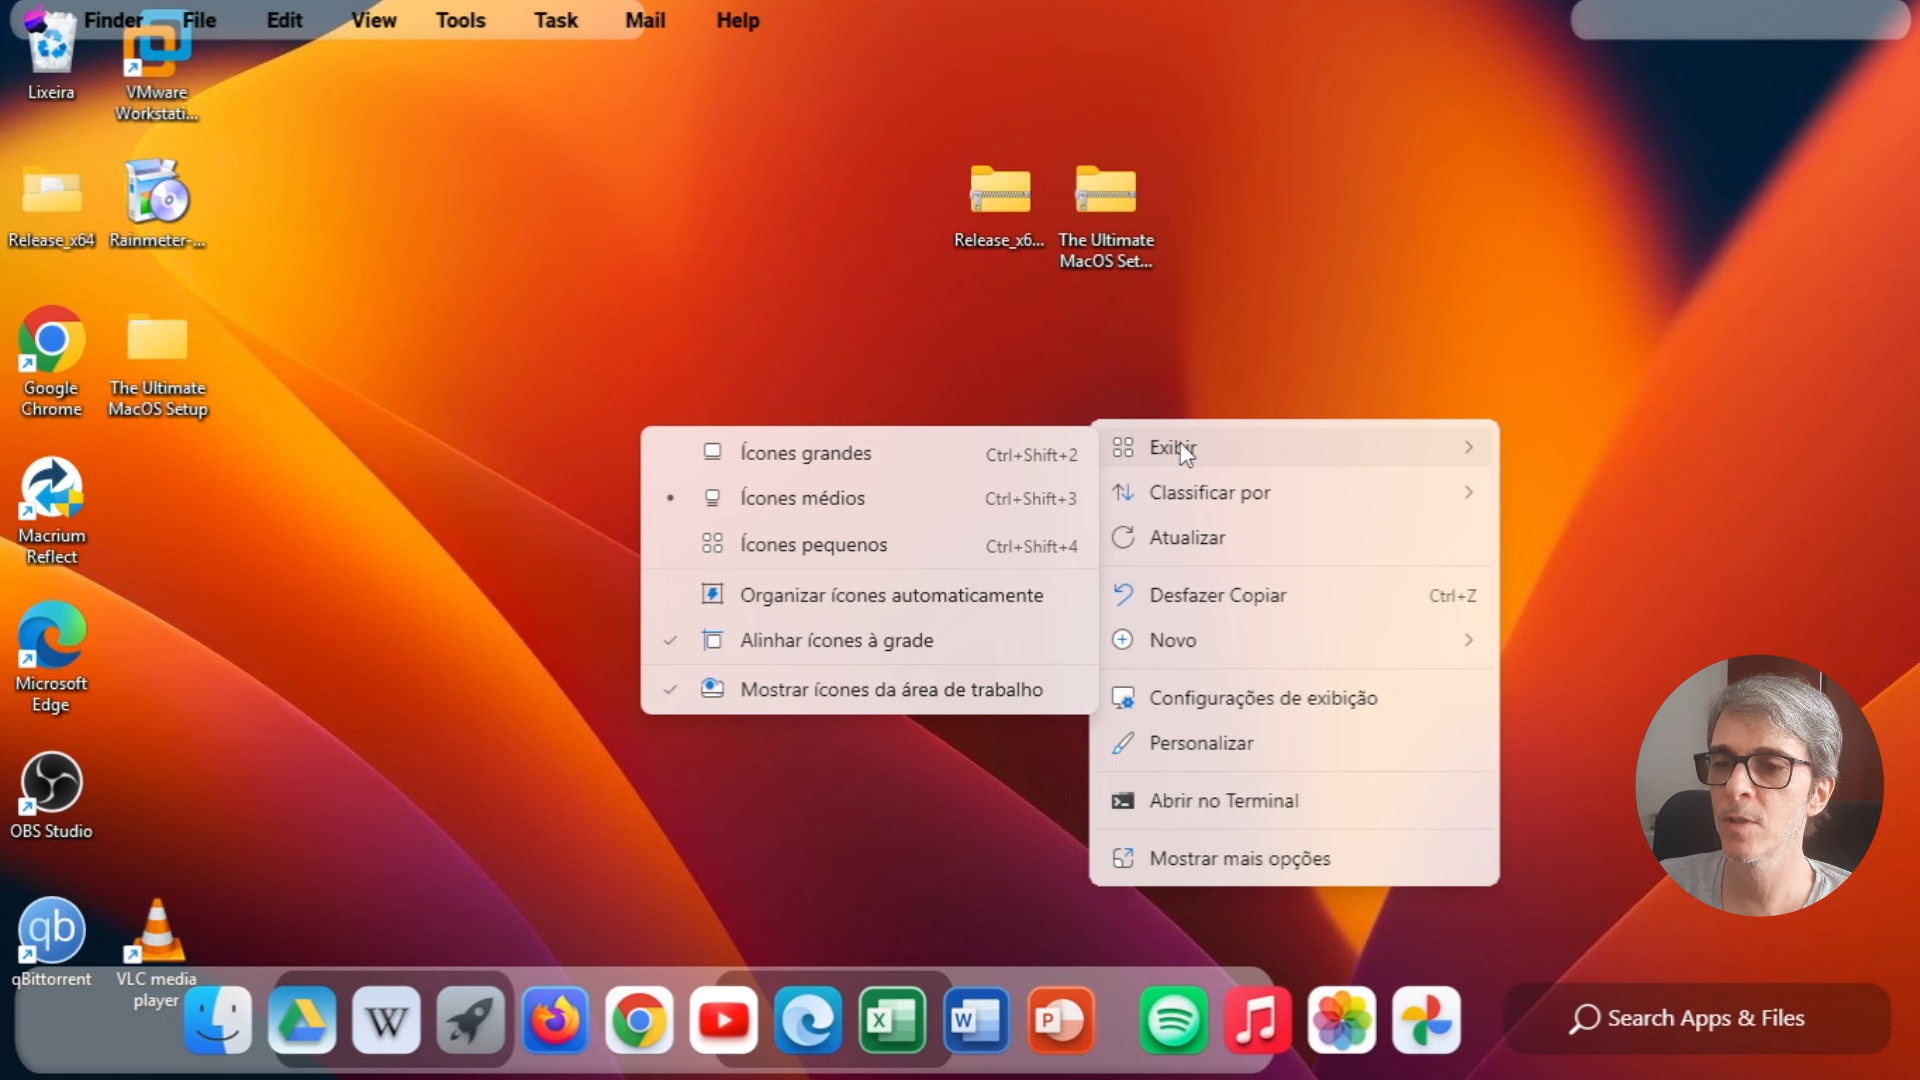 Finder File Edit View Tools Task Mail Help
Lixeira
VMware
Workstati...
Release_x64
Rainmeter-...
Release_x6...
The Ultimate
MacOS Set...
Google
Chrome
The Ultimate
MacOS Setup
Macrium
Reflect
Microsoft
Edge
OBS Studio
qb
qBittorrent
VLC media
player
Ícones grandes Ctrl+Shift+2
Ícones médios Ctrl+Shift+3
Ícones pequenos Ctrl+Shift+4
Organizar ícones automaticamente
Alinhar ícones à grade
Mostrar ícones da área de trabalho
Exibir
Classificar por
Atualizar
Desfazer Copiar Ctrl+Z
Novo
Configurações de exibição
Personalizar
Abrir no Terminal
Mostrar mais opções
W X W P
Search Apps & Files